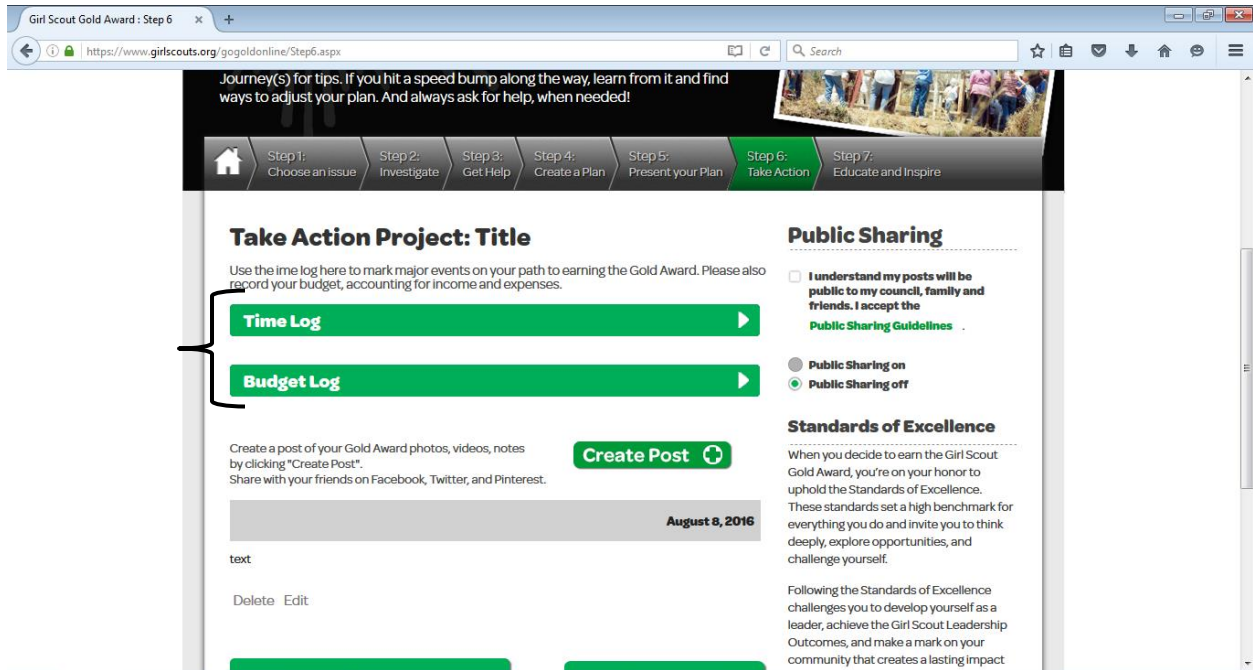 Girl Scout Gold Award : Step 6
https://www.girlscouts.org/gogoldonline/Step6.aspx
Search
Journey(s) for tips. If you hit a speed bump along the way, learn from it and find
ways to adjust your plan. And always ask for help, when needed!
Step 1:
Choose an issue
Step 2:
Investigate
Step 3:
Get Help
Step 4:
Create a Plan
Step 5:
Present your Plan
Step 6:
Take Action
Step 7:
Educate and Inspire
Take Action Project: Title
Use the ime log here to mark major events on your path to earning the Gold Award. Please also
record your budget, accounting for income and expenses.
Time Log
Budget Log
Create a post of your Gold Award photos, videos, notes
by clicking "Create Post".
Share with your friends on Facebook, Twitter, and Pinterest.
Create Post
August 8, 2016
text
Delete Edit
Public Sharing
I understand my posts will be
public to my council, family and
friends. I accept the
Public Sharing Guidelines .
Public Sharing on
Public Sharing off
Standards of Excellence
When you decide to earn the Girl Scout
Gold Award, you're on your honor to
uphold the Standards of Excellence.
These standards set a high benchmark for
everything you do and invite you to think
deeply, explore opportunities, and
challenge yourself.
Following the Standards of Excellence
challenges you to develop yourself as a
leader, achieve the Girl Scout Leadership
Outcomes, and make a mark on your
community that creates a lasting impact